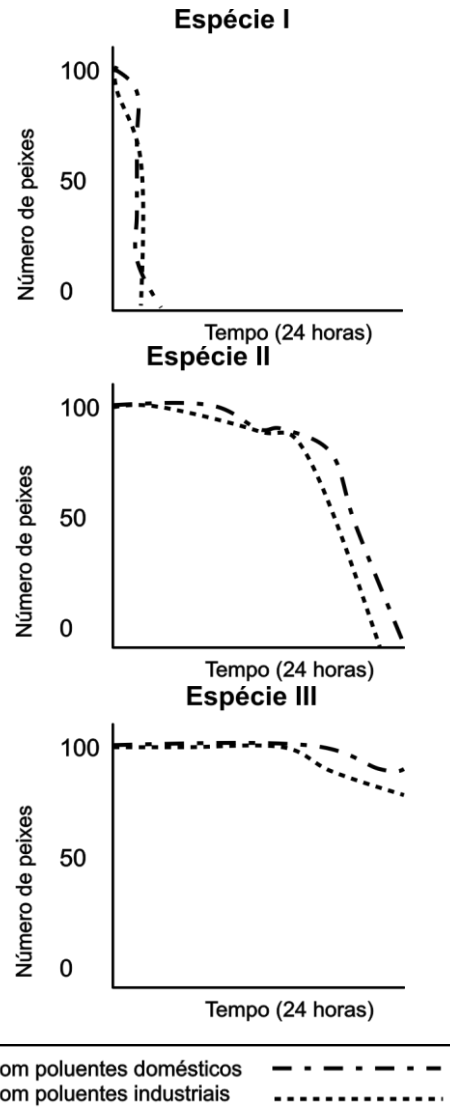 Espécie I
Número de peixes
100
50
0
Tempo (24 horas)
Espécie II
Número de peixes
100
50
0
Tempo (24 horas)
Espécie III
Número de peixes
100
50
0
Tempo (24 horas)
om poluentes domésticos
om poluentes industriais